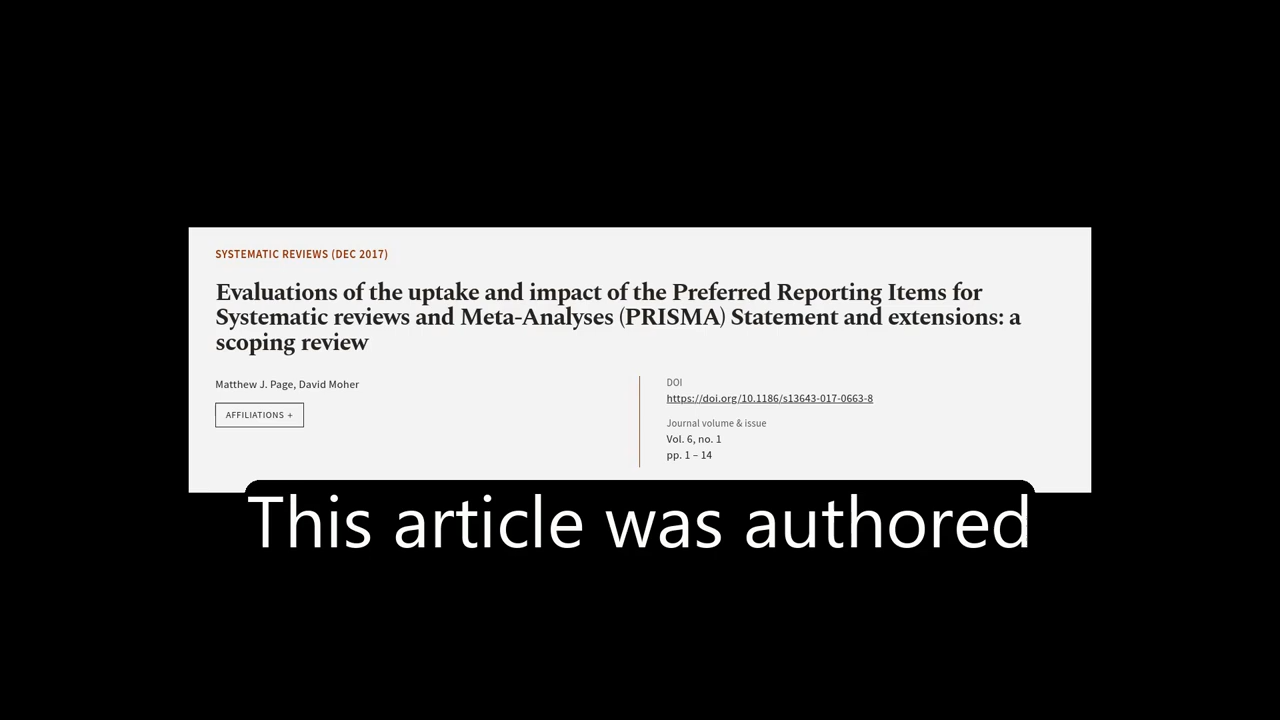 SYSTEMATIC REVIEWS (DEC 2017)
Evaluations of the uptake and impact of the Preferred Reporting Items for
Systematic reviews and Meta-Analyses (PRISMA) Statement and extensions: a
scoping review
Matthew J. Page, David Moher
AFFILIATIONS +
DOI
https://doi.org/10.1186/s13643-017-0663-8
Journal volume & issue
Vol. 6, no. 1
pp. 1 – 14
This article was authored